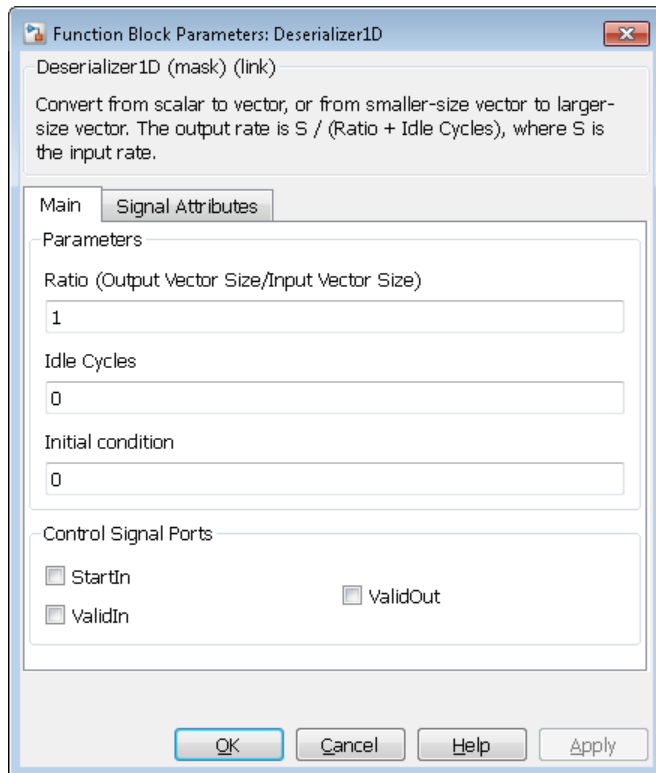 Function Block Parameters: Deserializer1D
Deserializer1D (mask) (link)
Convert from scalar to vector, or from smaller-size vector to larger-
size vector. The output rate is S / (Ratio + Idle Cycles), where S is
the input rate.
Main
Signal Attributes
Parameters
Ratio (Output Vector Size/Input Vector Size)
1
Idle Cycles
0
Initial condition
0
Control Signal Ports
StartIn
ValidOut
ValidIn
OK
Cancel
Help
Apply